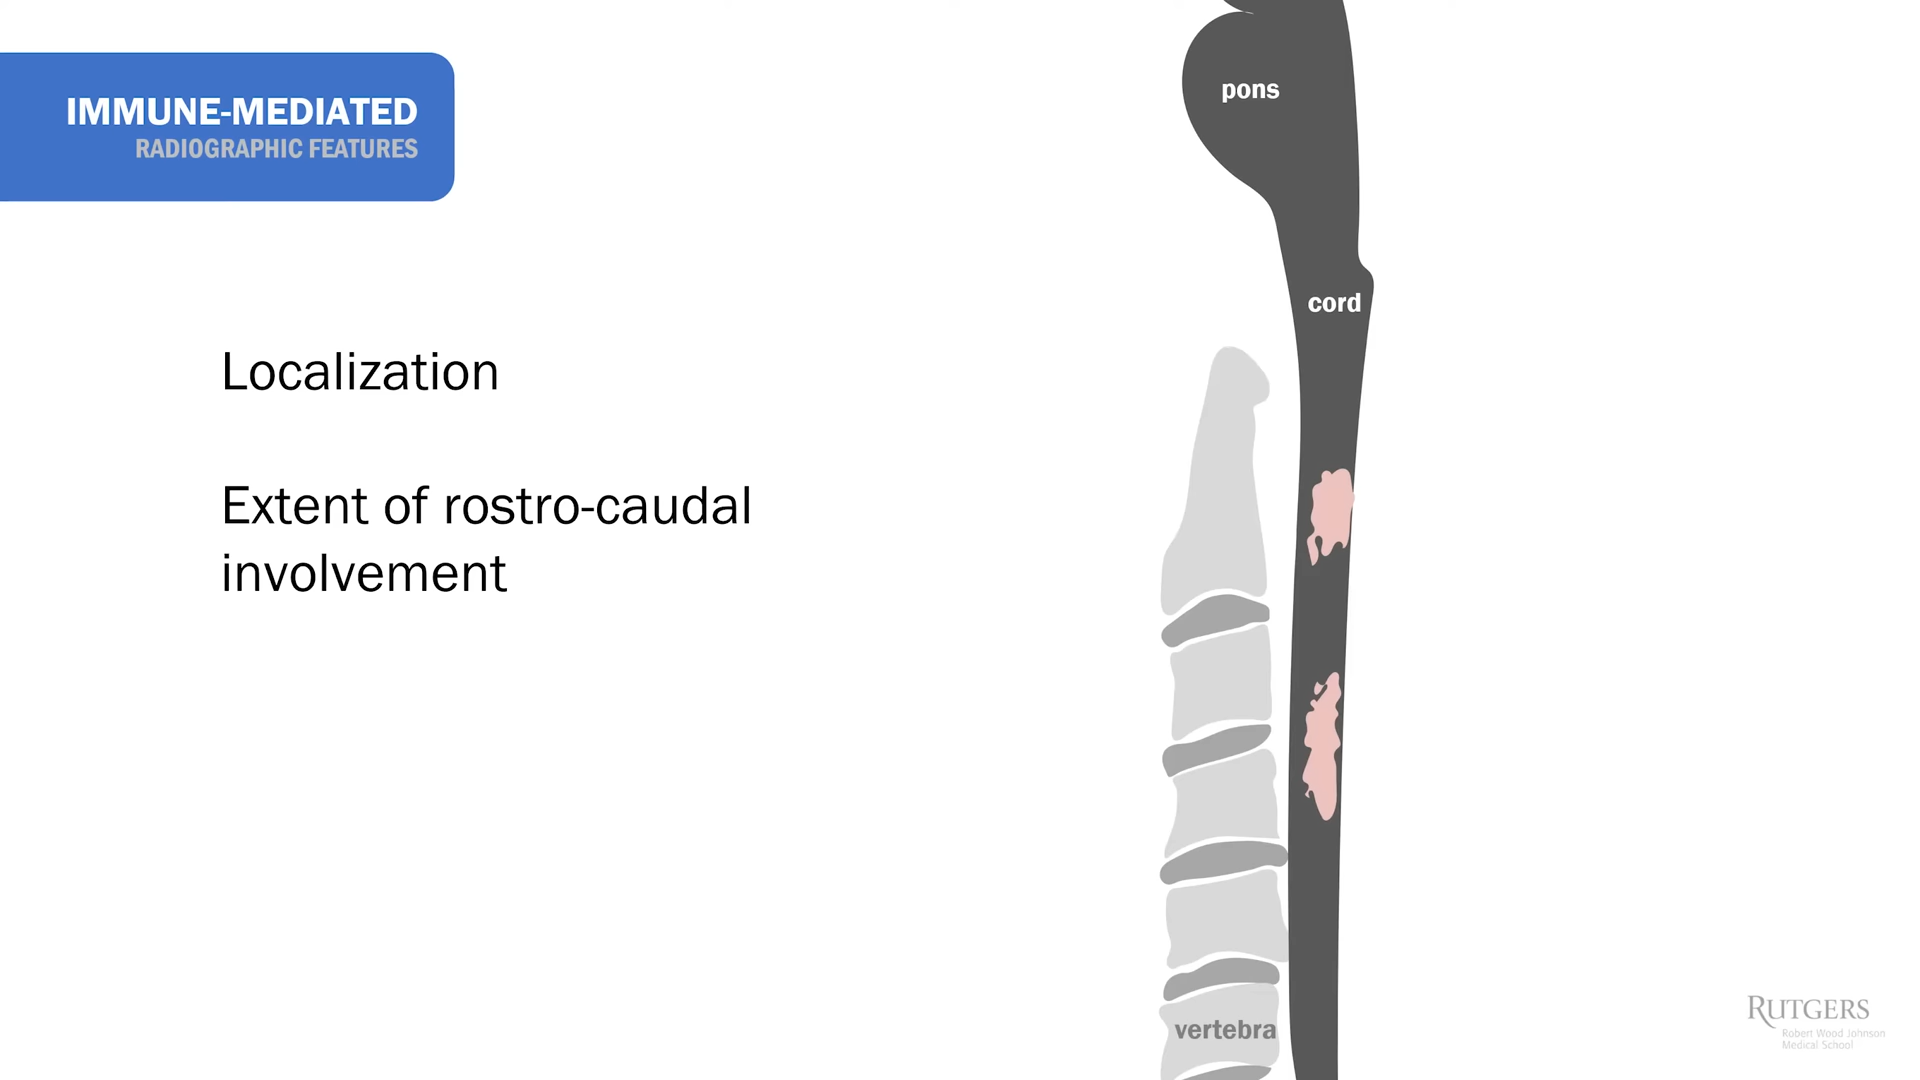 IMMUNE-MEDIATED
RADIOGRAPHIC FEATURES
Localization
Extent of rostro-caudal
involvement
pons
cord
vertebra
RUTGERS
Robert Wood Johnson
Medical School